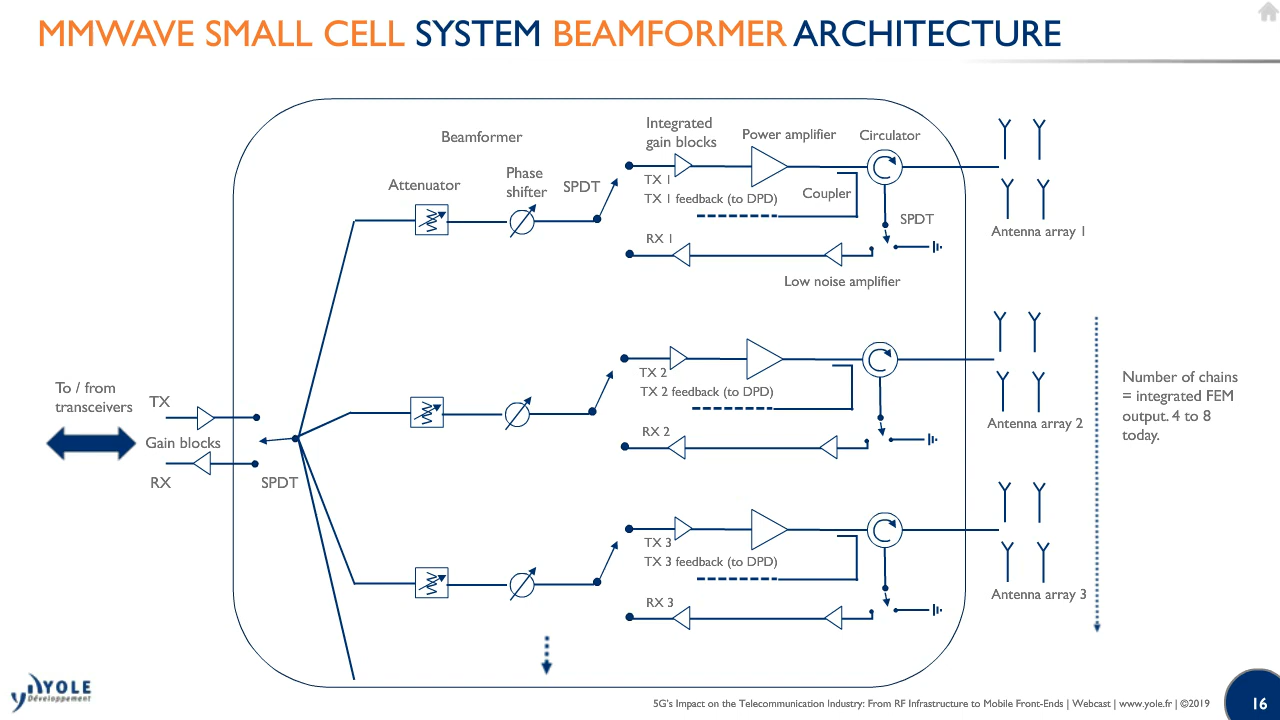 MMWAVE SMALL CELL SYSTEM BEAMFORMER ARCHITECTURE
Beamformer
Integrated
gain blocks
Power amplifier
Circulator
Attenuator
Phase
shifter
SPDT
TX 1
TX 1 feedback (to DPD)
Coupler
SPDT
RX 1
Antenna array 1
Low noise amplifier
TX 2
TX 2 feedback (to DPD)
RX 2
Antenna array 2
Number of chains
= integrated FEM
output. 4 to 8
today.
To / from
transceivers
TX
Gain blocks
RX
SPDT
TX 3
TX 3 feedback (to DPD)
RX 3
Antenna array 3
YOLE
Développement
5G's Impact on the Telecommunication Industry: From RF Infrastructure to Mobile Front-Ends | Webcast | www.yole.fr | ©2019
16